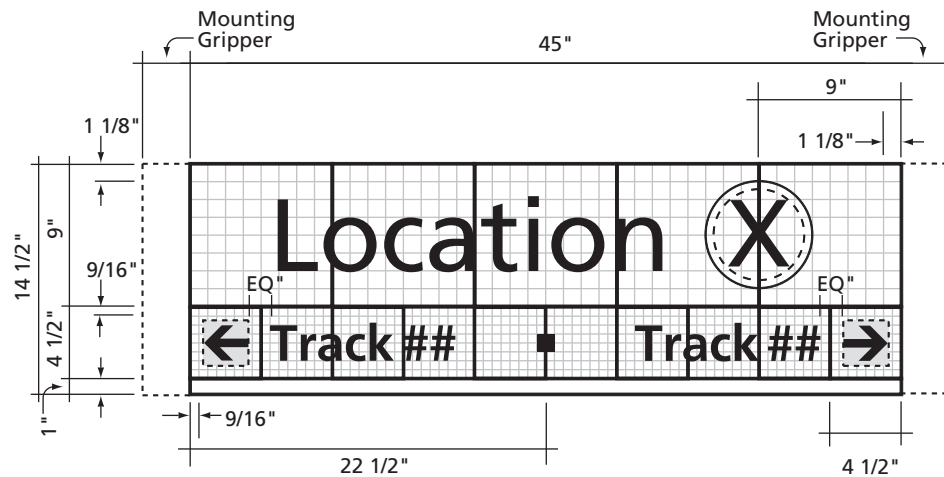 Mounting
Gripper
45"
Mounting
Gripper
9"
1 1/8"
1 1/8"
Location X
14 1/2"
9"
9/16"
EQ"
EQ"
4 1/2"
Track ##
Track ##
1"
9/16"
22 1/2"
4 1/2"